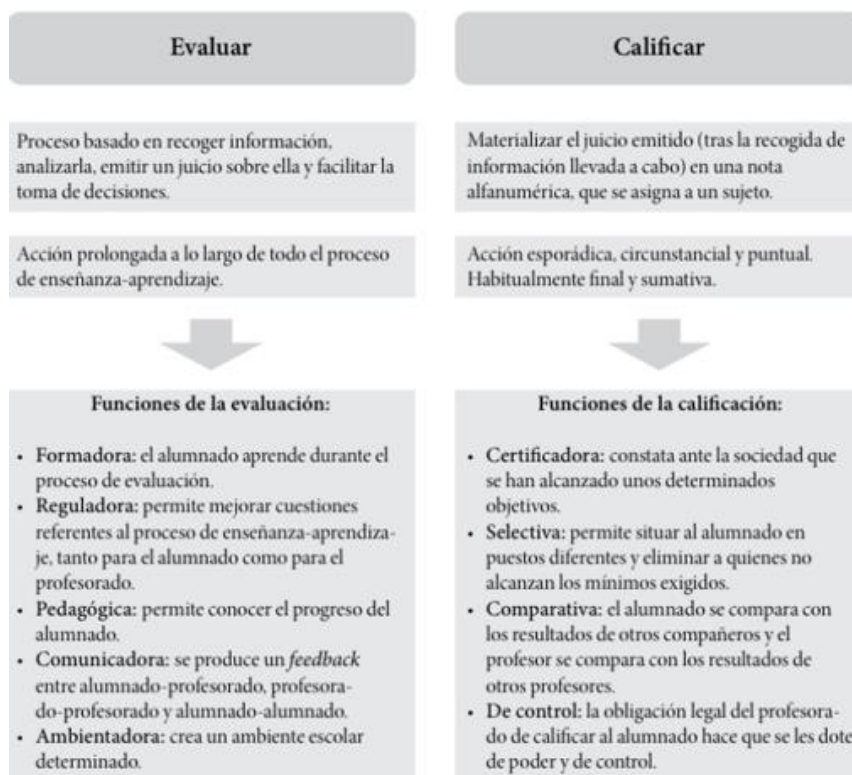 Evaluar
Proceso basado en recoger información,
analizarla, emitir un juicio sobre ella y facilitar la
toma de decisiones.
Acción prolongada a lo largo de todo el proceso
de enseñanza-aprendizaje.
Funciones de la evaluación:
• Formadora: el alumnado aprende durante el
proceso de evaluación.
• Reguladora: permite mejorar cuestiones
referentes al proceso de enseñanza-aprendiza-
je, tanto para el alumnado como para el
profesorado.
• Pedagógica: permite conocer el progreso del
alumnado.
• Comunicadora: se produce un feedback
entre alumnado-profesorado, profesora-
do-profesorado y alumnado-alumnado.
• Ambientadora: crea un ambiente escolar
determinado.
Calificar
Materializar el juicio emitido (tras la recogida de
información llevada a cabo) en una nota
alfanumérica, que se asigna a un sujeto.
Acción esporádica, circunstancial y puntual.
Habitualmente final y sumativa.
Funciones de la calificación:
• Certificadora: constata ante la sociedad que
se han alcanzado unos determinados
objetivos.
• Selectiva: permite situar al alumnado en
puestos diferentes y eliminar a quienes no
alcanzan los mínimos exigidos.
• Comparativa: el alumnado se compara con
los resultados de otros compañeros y el
profesor se compara con los resultados de
otros profesores.
• De control: la obligación legal del profesora-
do de calificar al alumnado hace que se les dote
de poder y de control.